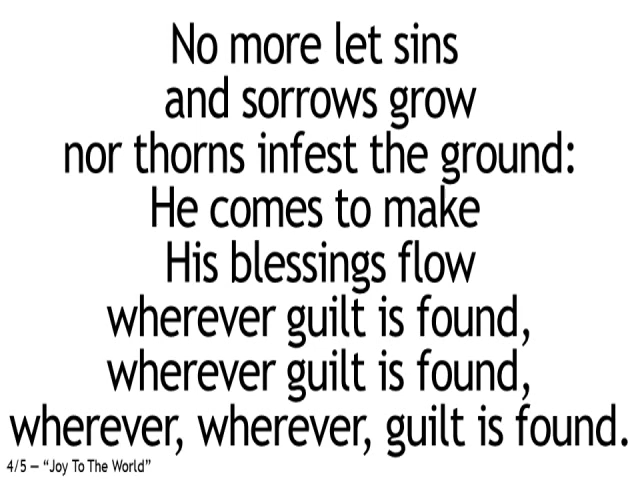 No more let sins
and sorrows grow
nor thorns infest the ground:
He comes to make
His blessings flow
wherever guilt is found,
wherever guilt is found,
wherever, wherever, guilt is found.
4/5 – “Joy To The World”